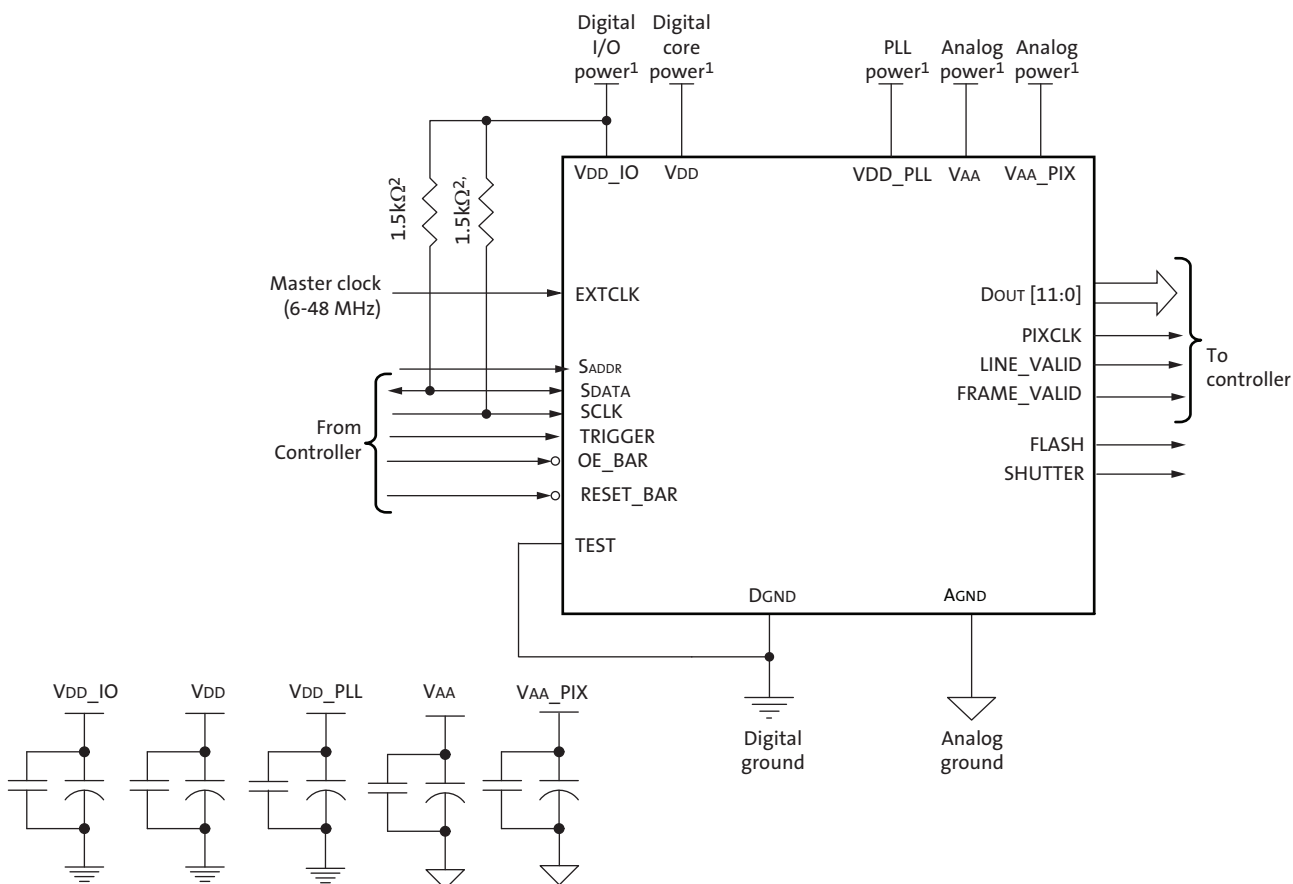 Digital
I/O
power1
Digital
core
power1
PLL
power1
Analog
power1
Analog
power1
VDD_IO
VDD
VDD_PLL
VAA
VAA_PIX
1.5kΩ2
1.5kΩ2,
Master clock
(6-48 MHz)
EXTCLK
SADDR
SDATA
SCLK
TRIGGER
OE_BAR
RESET_BAR
TEST
From
Controller
DOUT [11:0]
PIXCLK
LINE_VALID
FRAME_VALID
To
controller
FLASH
SHUTTER
DGND
AGND
Digital
ground
Analog
ground
VDD_IO
VDD
VDD_PLL
VAA
VAA_PIX